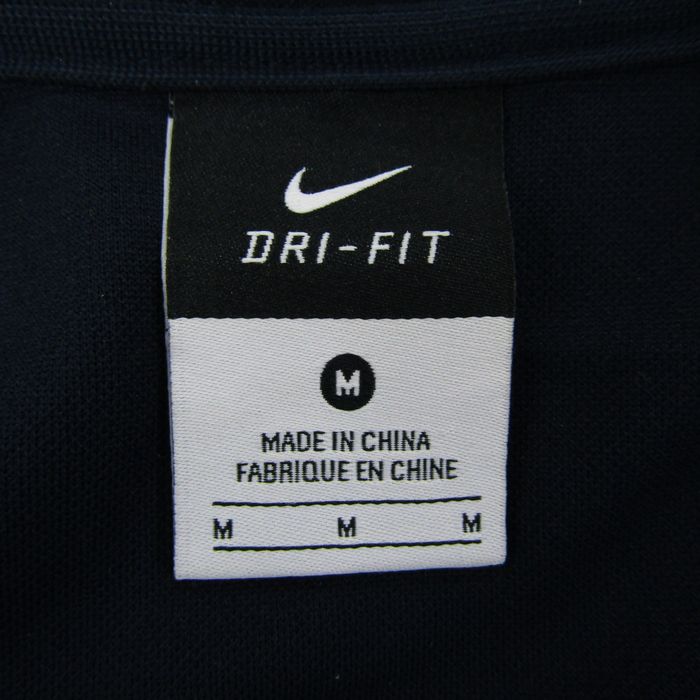 DRI-FIT
M
MADE IN CHINA
FABRIQUE EN CHINE
M M M